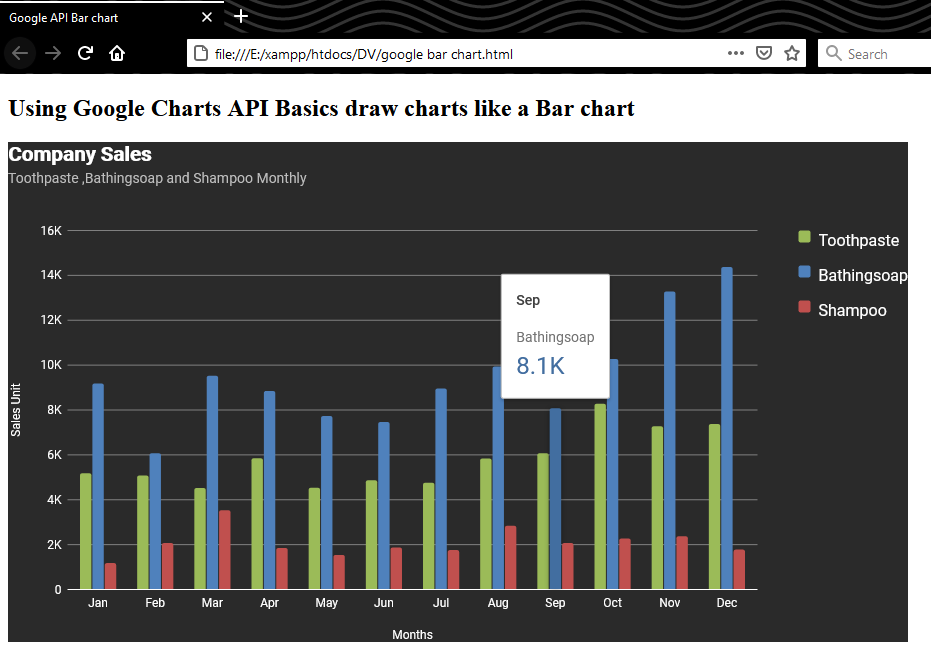 Google API Bar chart
file:///E:/xampp/htdocs/DV/google bar chart.html
Search
Using Google Charts API Basics draw charts like a Bar chart
Company Sales
Toothpaste ,Bathingsoap and Shampoo Monthly
16K
14K
12K
10K
8K
6K
4K
2K
0
Sales Unit
Toothpaste
Bathingsoap
Shampoo
Sep
Bathingsoap
8.1K
Jan Feb Mar Apr May Jun Jul Aug Sep Oct Nov Dec
Months